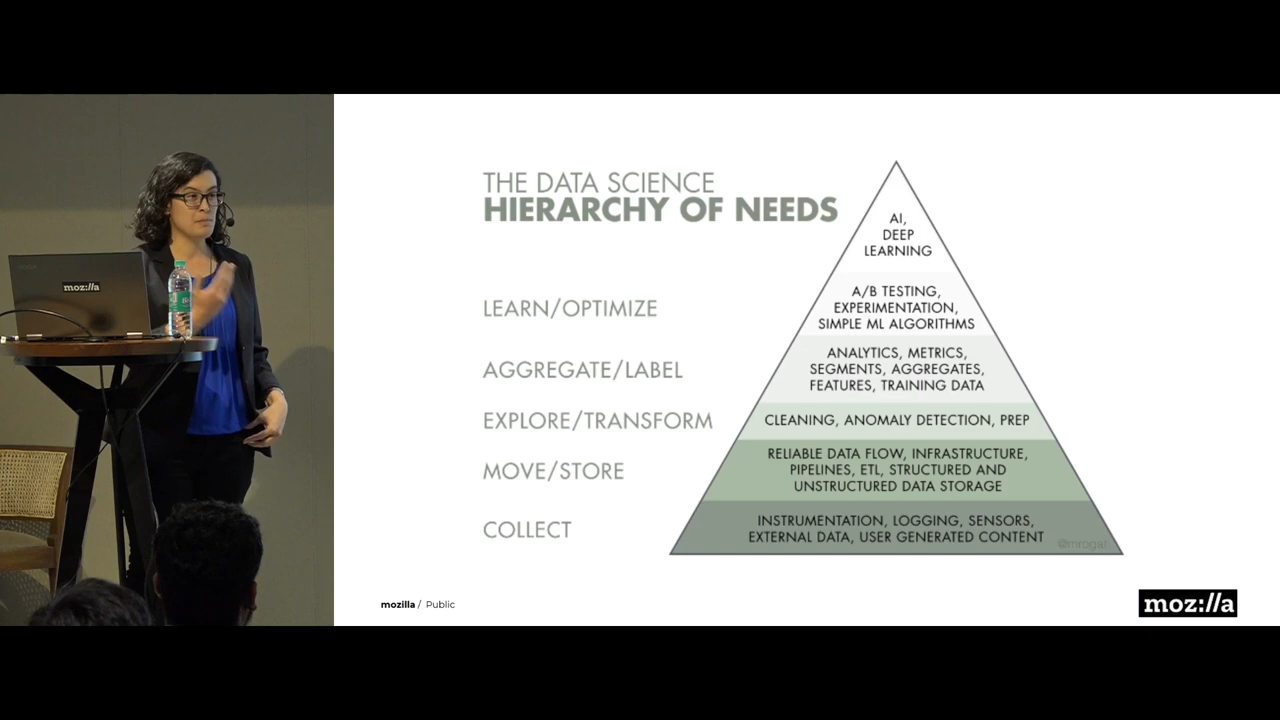 THE DATA SCIENCE
HIERARCHY OF NEEDS
AI,
DEEP
LEARNING
LEARN/OPTIMIZE
A/B TESTING,
EXPERIMENTATION,
SIMPLE ML ALGORITHMS
AGGREGATE/LABEL
ANALYTICS, METRICS,
SEGMENTS, AGGREGATES,
FEATURES, TRAINING DATA
EXPLORE/TRANSFORM
CLEANING, ANOMALY DETECTION, PREP
MOVE/STORE
RELIABLE DATA FLOW, INFRASTRUCTURE,
PIPELINES, ETL, STRUCTURED AND
UNSTRUCTURED DATA STORAGE
COLLECT
INSTRUMENTATION, LOGGING, SENSORS,
EXTERNAL DATA, USER GENERATED CONTENT
moz://a
mozilla / Public
moz://a